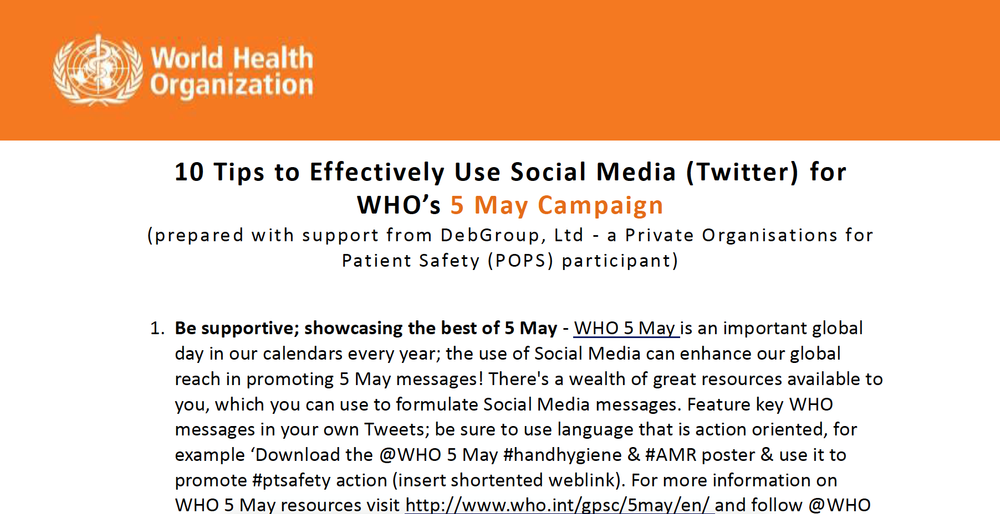 World Health
Organization
10 Tips to Effectively Use Social Media (Twitter) for
WHO’s 5 May Campaign
(prepared with support from DebGroup, Ltd - a Private Organisations for
Patient Safety (POPS) participant)
1. Be supportive; showcasing the best of 5 May - WHO 5 May is an important global
day in our calendars every year; the use of Social Media can enhance our global
reach in promoting 5 May messages! There's a wealth of great resources available to
you, which you can use to formulate Social Media messages. Feature key WHO
messages in your own Tweets; be sure to use language that is action oriented, for
example ‘Download the @WHO 5 May #handhygiene & #AMR poster & use it to
promote #ptsafety action (insert shortented weblink). For more information on
WHO 5 May resources visit http://www.who.int/gpsc/5may/en/ and follow @WHO